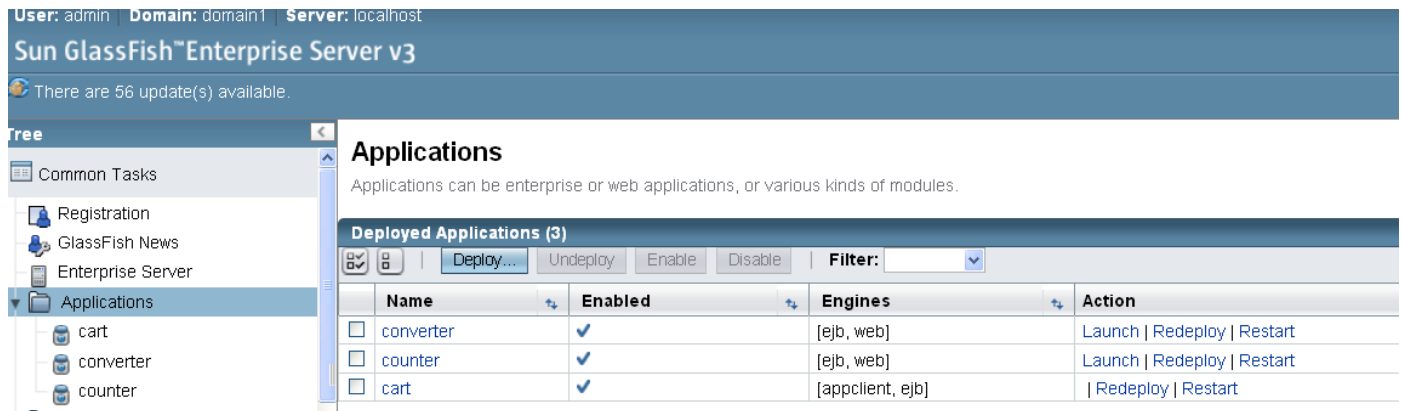 User: admin Domain: domain1 Server: localhost
Sun GlassFish™ Enterprise Server v3
There are 56 update(s) available.
Tree
Common Tasks
Registration
GlassFish News
Enterprise Server
Applications
cart
converter
counter
Applications
Applications can be enterprise or web applications, or various kinds of modules.
Deployed Applications (3)
Deploy... Undeploy Enable Disable Filter:
Name Enabled Engines Action
converter [ejb, web] Launch | Redeploy | Restart
counter [ejb, web] Launch | Redeploy | Restart
cart [appclient, ejb] | Redeploy | Restart